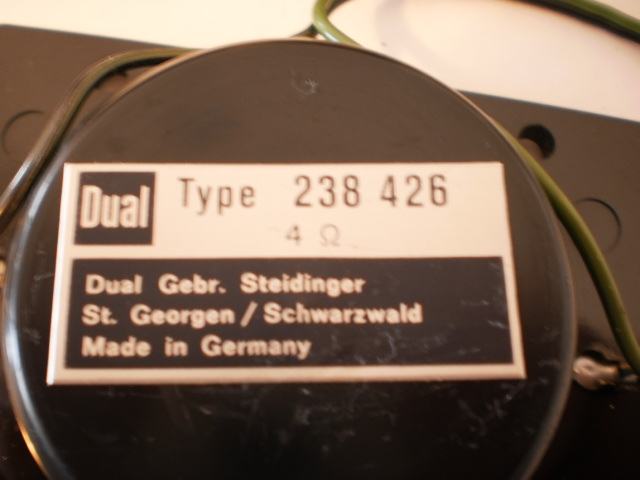 Dual Type 238 426
4 Ω
Dual Gebr. Steidinger
St. Georgen / Schwarzwald
Made in Germany